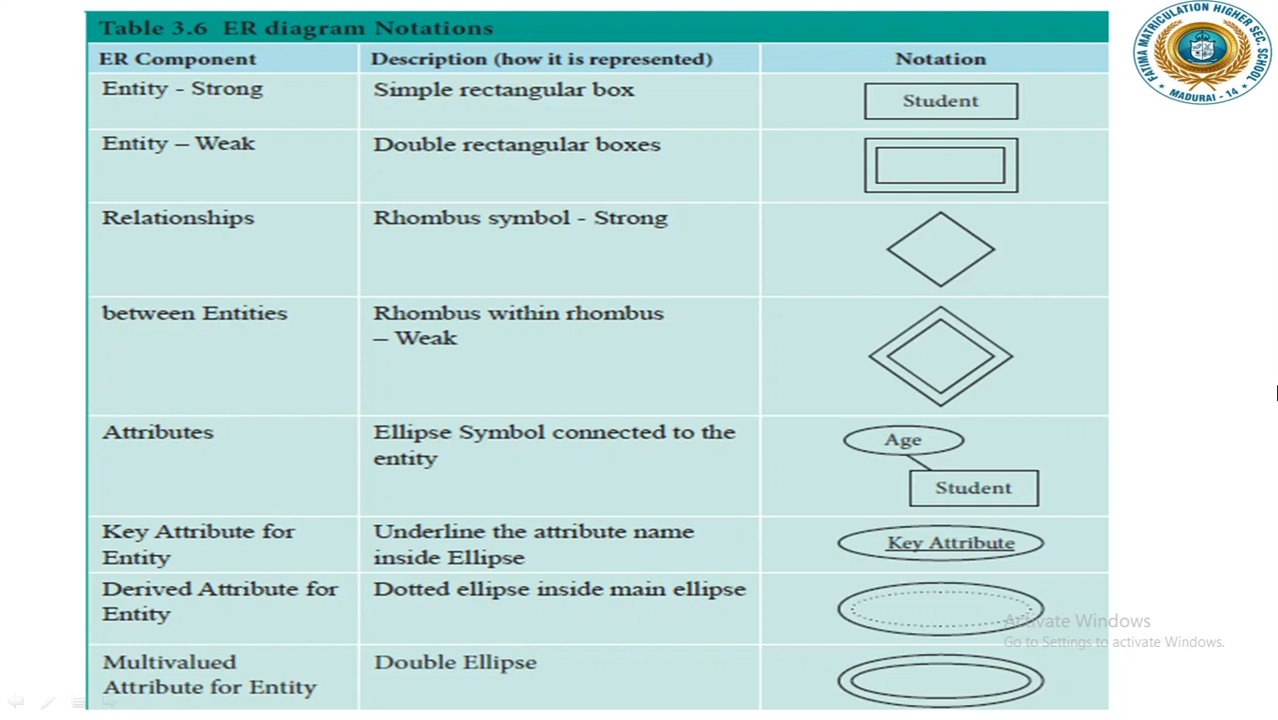 Table 3.6 ER diagram Notations
ER Component Description (how it is represented) Notation
Entity - Strong Simple rectangular box Student
Entity – Weak Double rectangular boxes
Relationships Rhombus symbol - Strong
between Entities Rhombus within rhombus
– Weak
Attributes Ellipse Symbol connected to the
entity
Age
Student
Key Attribute for Underline the attribute name
Entity inside Ellipse
Key Attribute
Derived Attribute for Dotted ellipse inside main ellipse
Entity
Multivalued Double Ellipse
Attribute for Entity
FATIMA MATRICULATION HIGHER SEC. SCHOOL
MADURAI - 14
Activate Windows
Go to Settings to activate Windows.